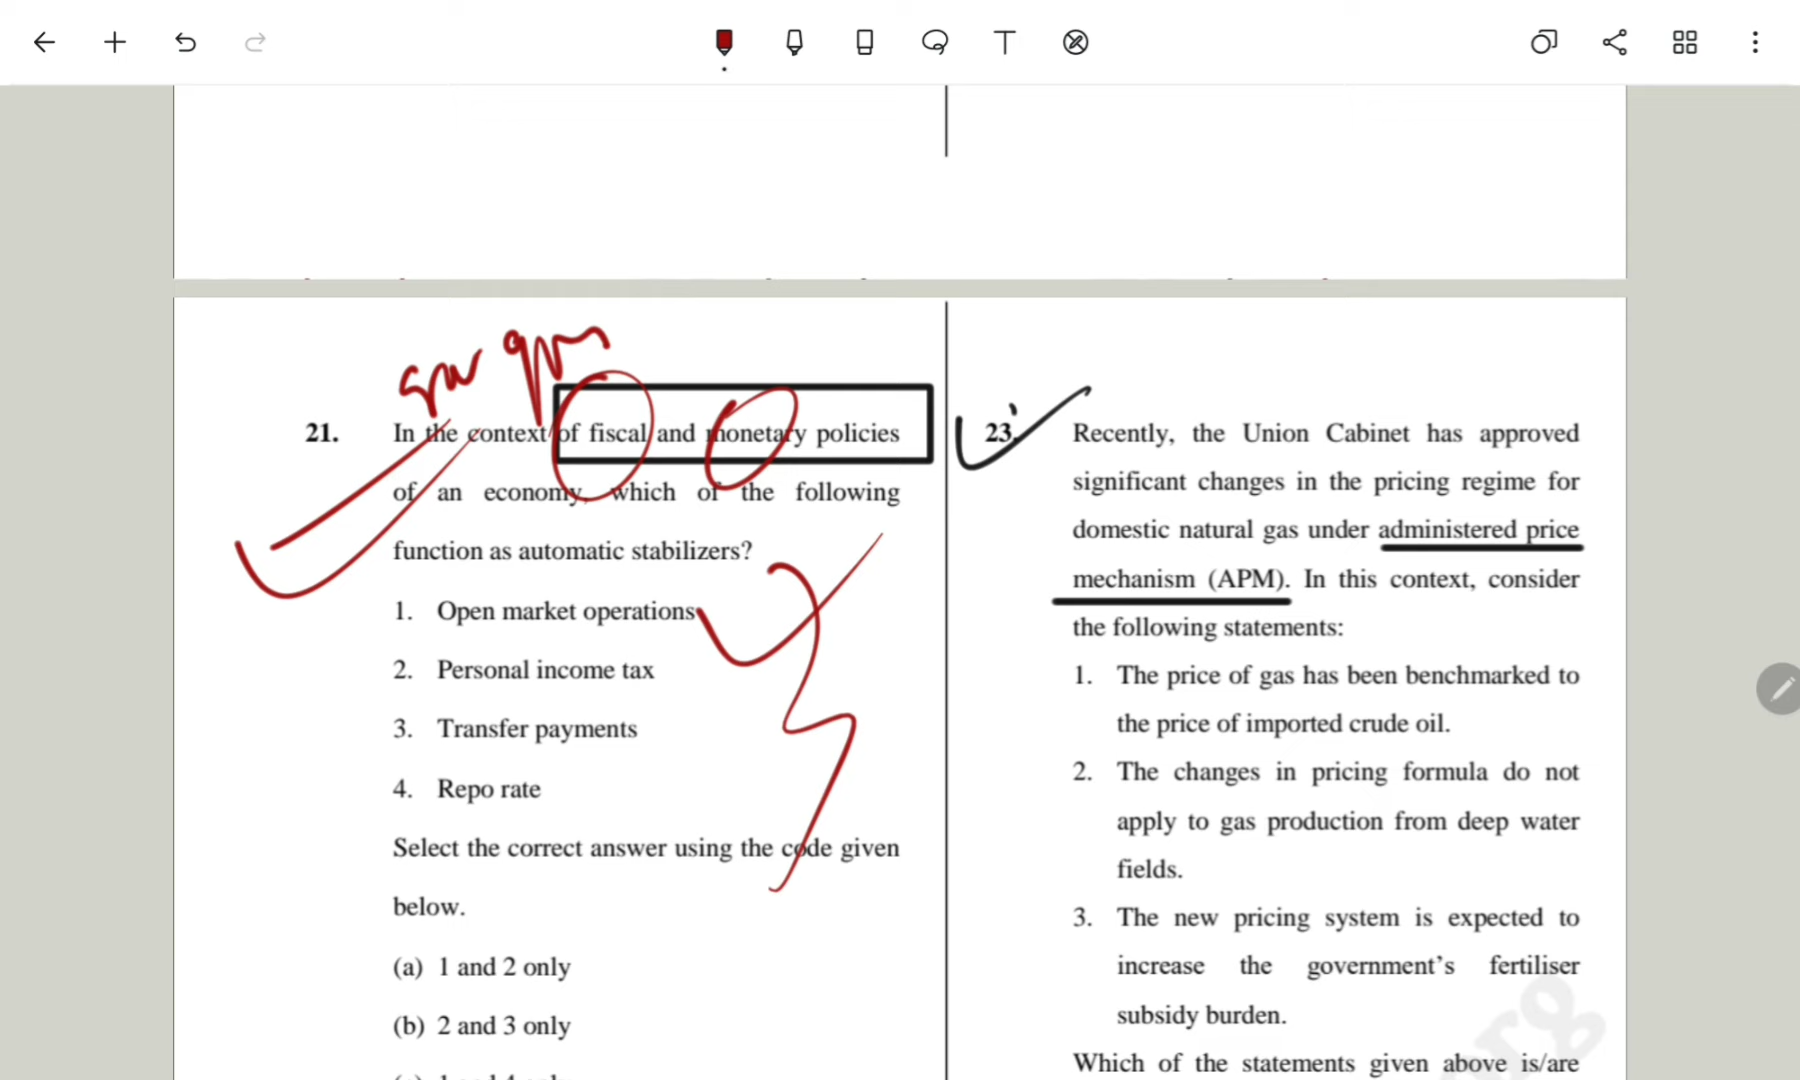 21. In the context of fiscal and monetary policies
of an economy, which of the following
function as automatic stabilizers?
1. Open market operations
2. Personal income tax
3. Transfer payments
4. Repo rate
Select the correct answer using the code given
below.
(a) 1 and 2 only
(b) 2 and 3 only
23. Recently, the Union Cabinet has approved
significant changes in the pricing regime for
domestic natural gas under administered price
mechanism (APM). In this context, consider
the following statements:
1. The price of gas has been benchmarked to
the price of imported crude oil.
2. The changes in pricing formula do not
apply to gas production from deep water
fields.
3. The new pricing system is expected to
increase the government's fertiliser
subsidy burden.
Which of the statements given above is/are